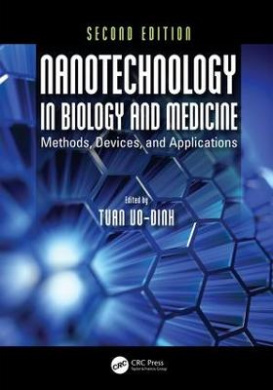 SECOND EDITION
NANOTECHNOLOGY
IN BIOLOGY AND MEDICINE
Methods, Devices, and Applications
Edited by
TUAN VO-DINH
CRC Press
Taylor & Francis Group